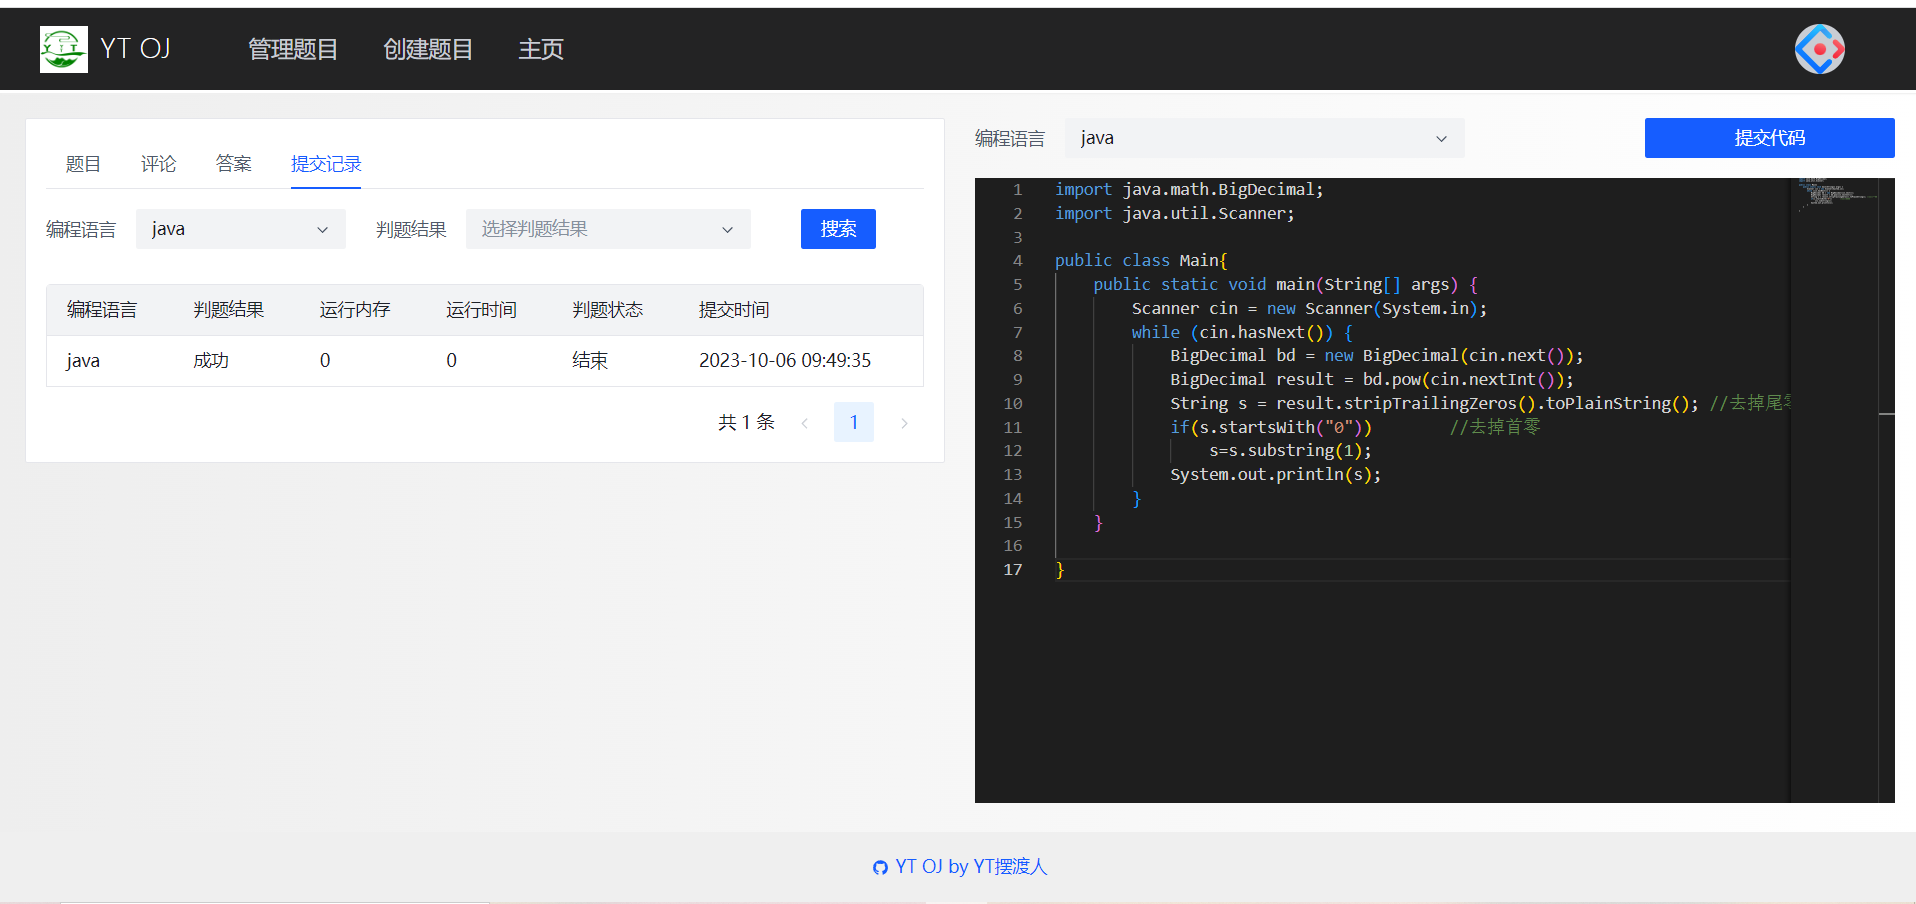 YT OJ 管理题目 创建题目 主页
题目 评论 答案 提交记录
编程语言 java 判题结果 选择判题结果 搜索
编程语言 判题结果 运行内存 运行时间 判题状态 提交时间
java 成功 0 0 结束 2023-10-06 09:49:35
共 1 条 1
编程语言 java 提交代码
1 import java.math.BigDecimal;
2 import java.util.Scanner;
3
4 public class Main{
5 public static void main(String[] args) {
6 Scanner cin = new Scanner(System.in);
7 while (cin.hasNext()) {
8 BigDecimal bd = new BigDecimal(cin.next());
9 BigDecimal result = bd.pow(cin.nextInt());
10 String s = result.stripTrailingZeros().toPlainString(); //去掉尾零
11 if(s.startsWith("0")) //去掉首零
12 s=s.substring(1);
13 System.out.println(s);
14 }
15 }
16
17 }
YT OJ by YT摆渡人